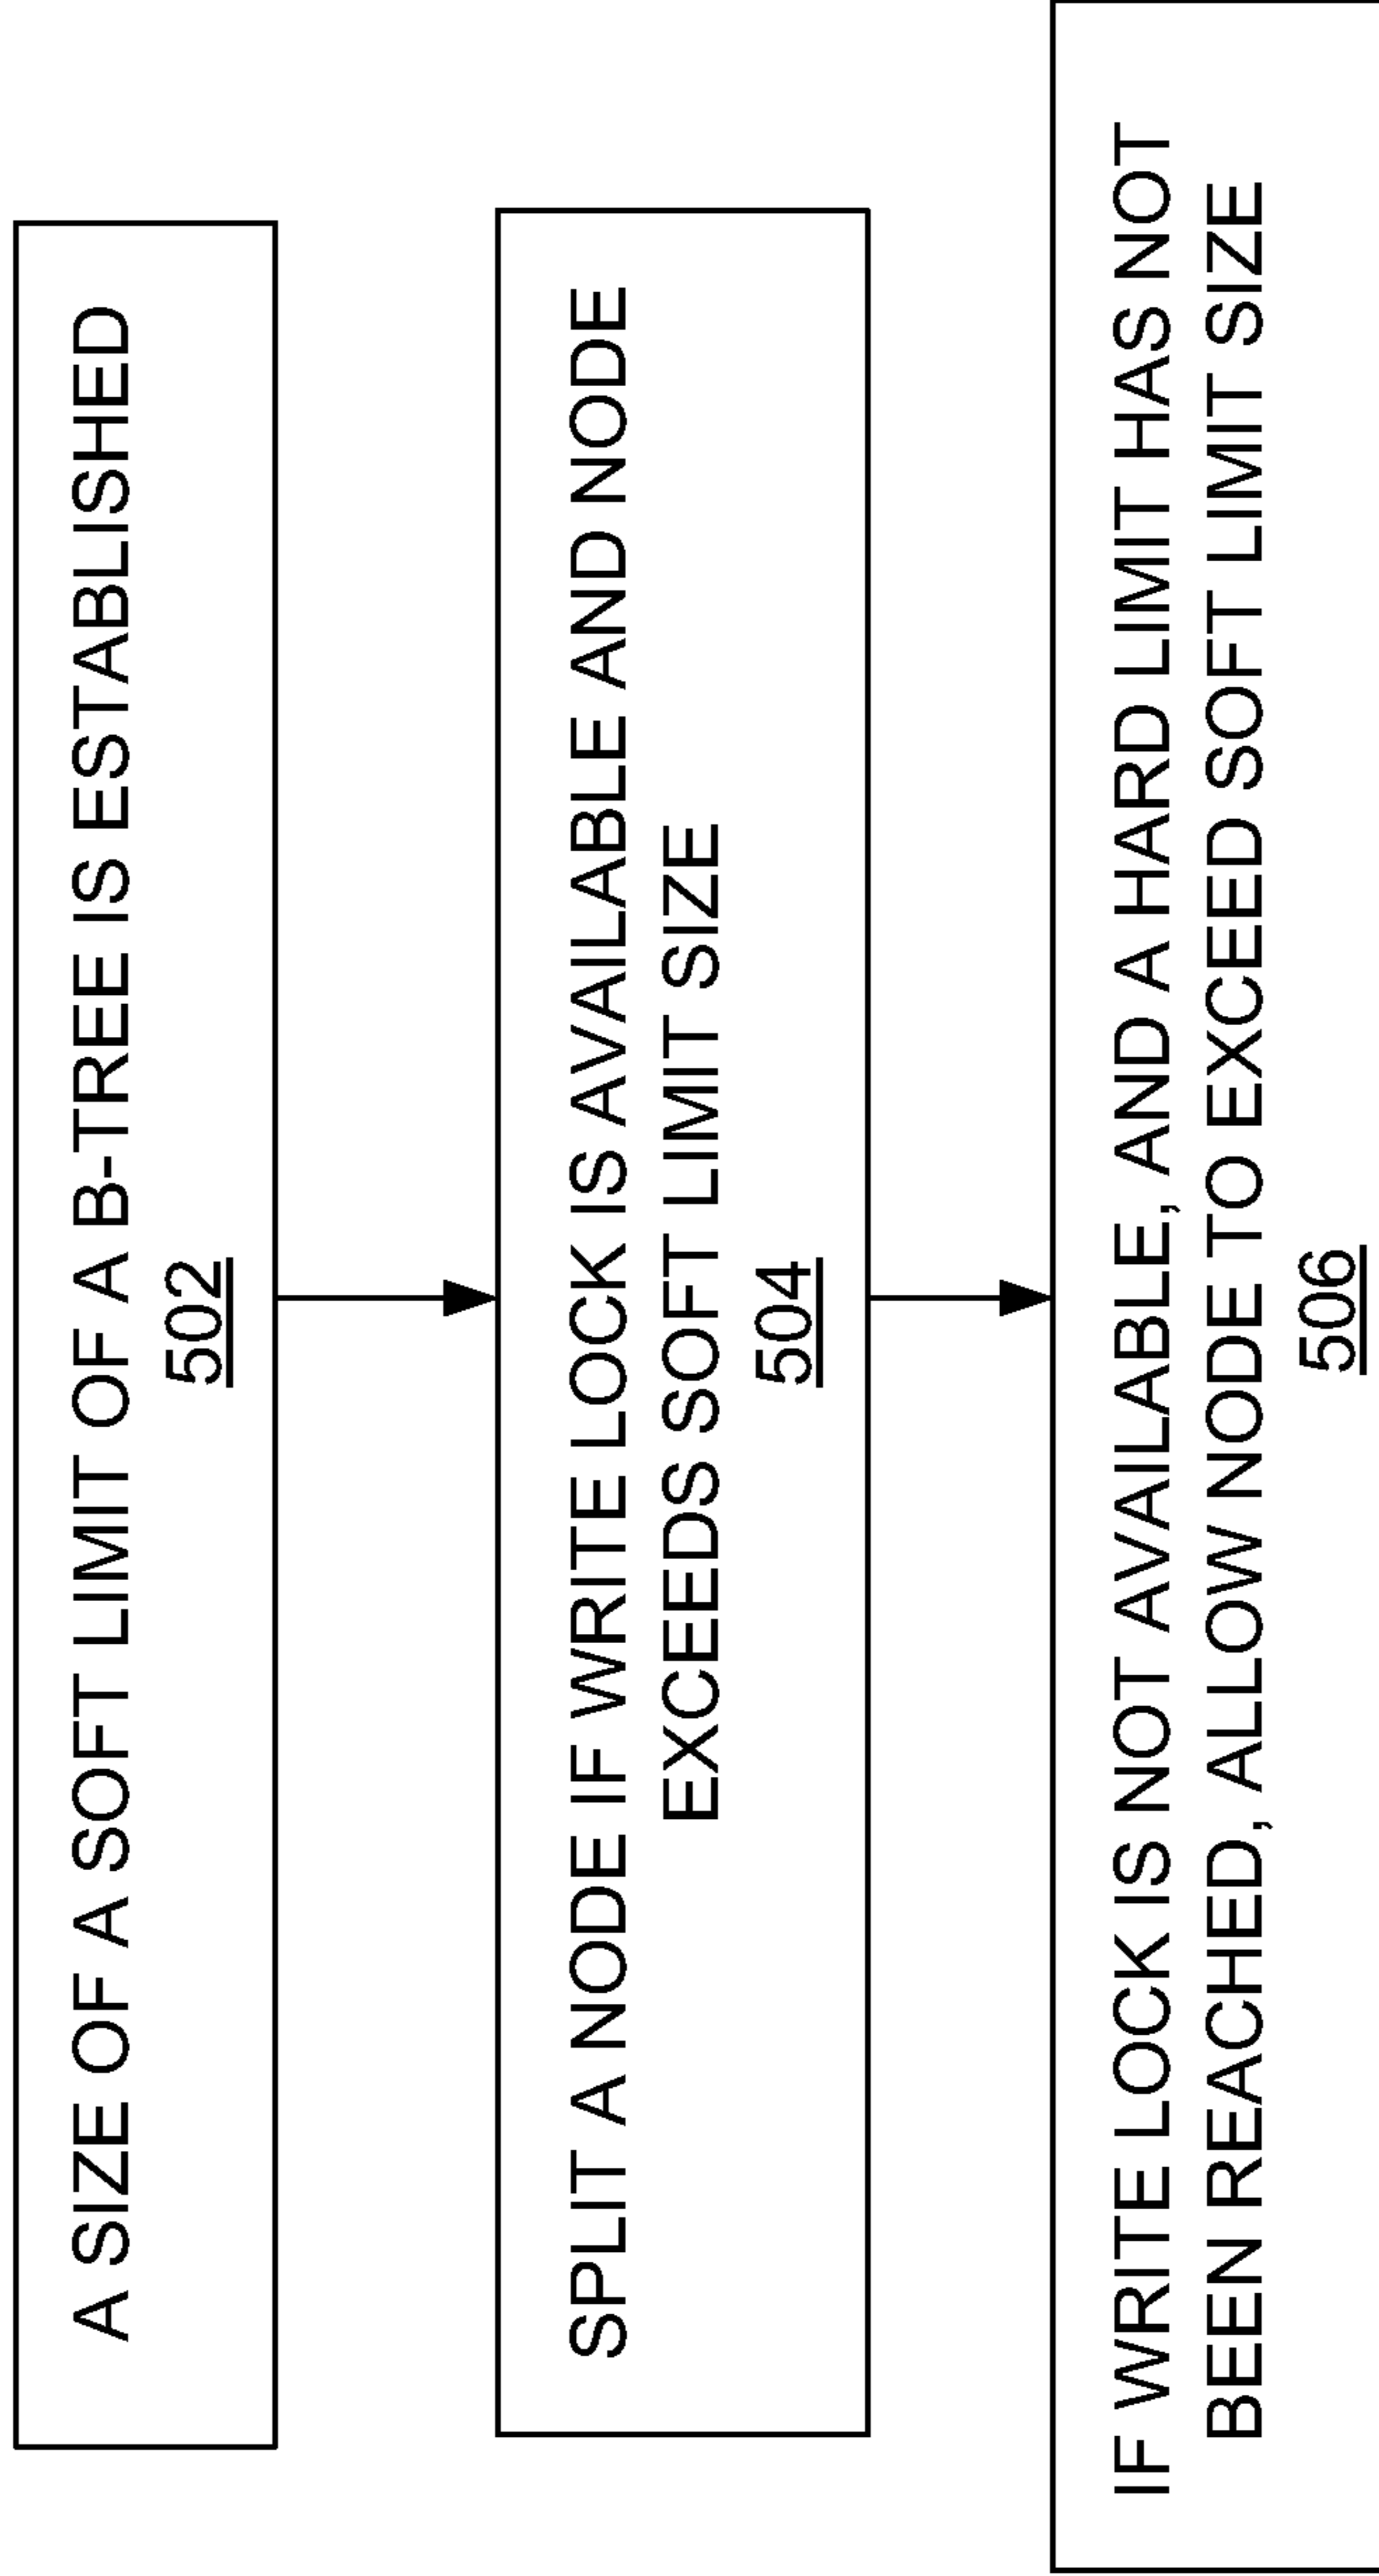 A SIZE OF A SOFT LIMIT OF A B-TREE IS ESTABLISHED
502
SPLIT A NODE IF WRITE LOCK IS AVAILABLE AND NODE
EXCEEDS SOFT LIMIT SIZE
504
IF WRITE LOCK IS NOT AVAILABLE, AND A HARD LIMIT HAS NOT
BEEN REACHED, ALLOW NODE TO EXCEED SOFT LIMIT SIZE
506